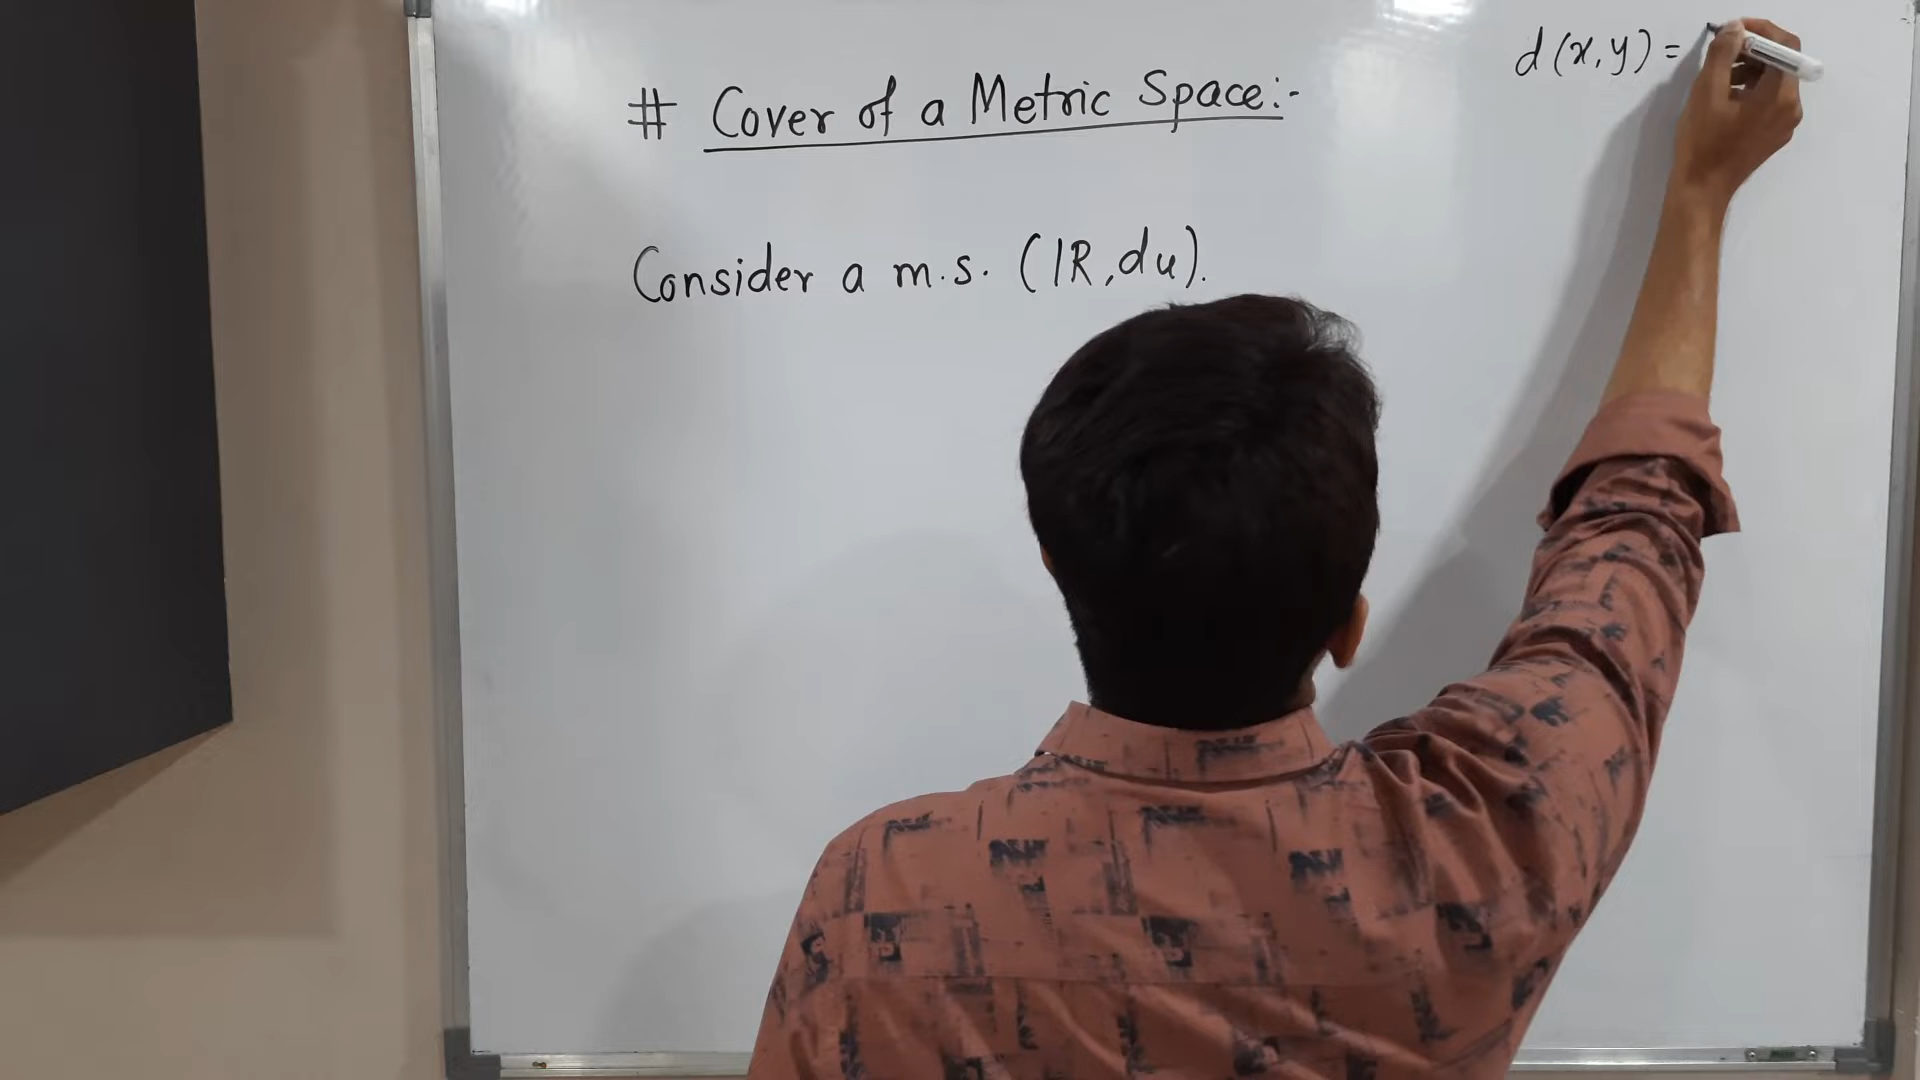 d(x,y) =
# Cover of a Metric Space:-
Consider a m.s. (IR,du).